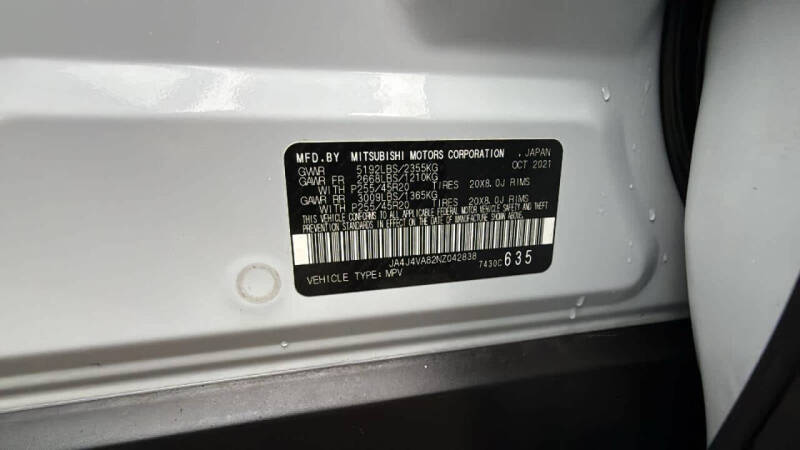 MFD.BY MITSUBISHI MOTORS CORPORATION , JAPAN
GVWR 5192LBS/2355KG OCT 2021
GAWR FR 2668LBS/1210KG
WITH P255/45R20 TIRES 20X8.0J RIMS
GAWR RR 3009LBS/1365KG
WITH P255/45R20 TIRES 20X8.0J RIMS
THIS VEHICLE CONFORMS TO ALL APPLICABLE FEDERAL MOTOR VEHICLE SAFETY AND THEFT
PREVENTION STANDARDS IN EFFECT ON THE DATE OF MANUFACTURE SHOWN ABOVE.
JA4J4VA82NZ042838 7430C 635
VEHICLE TYPE: MPV